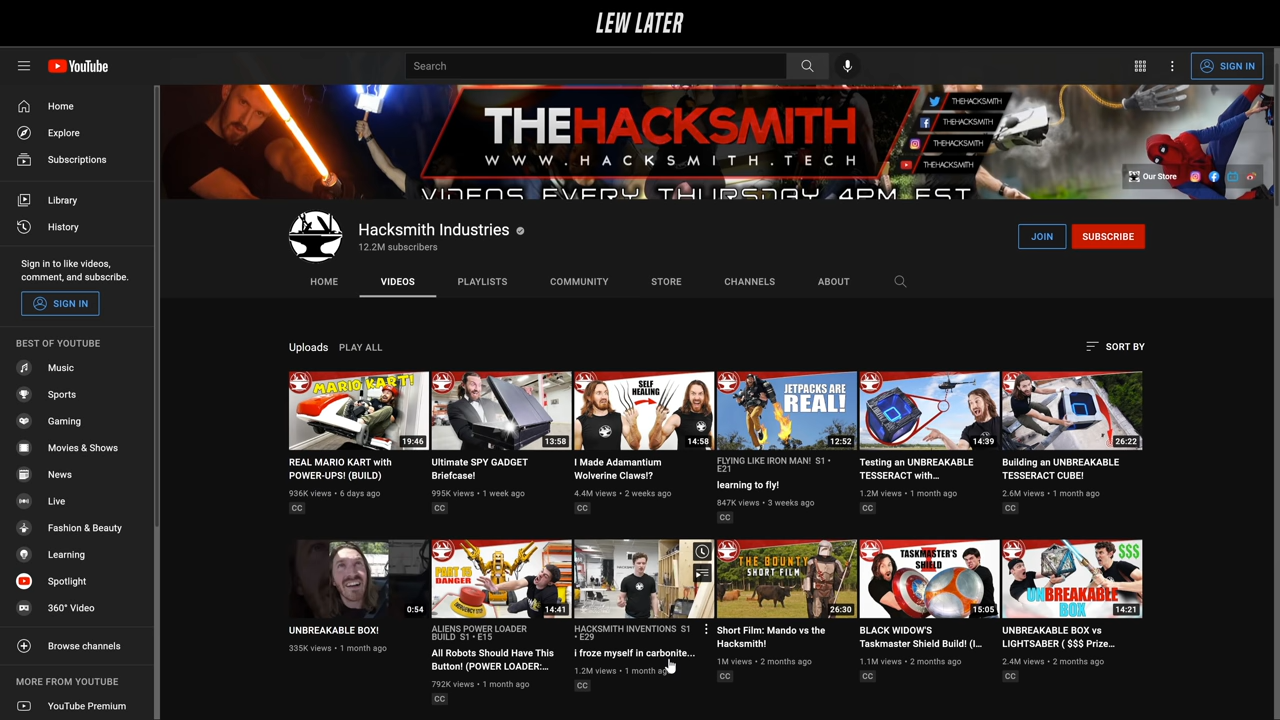 LEW LATER
YouTube
Search
SIGN IN
Home
Explore
Subscriptions
History
Sign in to like videos,
comment, and subscribe.
SIGN IN
BEST OF YOUTUBE
Music
Sports
Gaming
Movies & Shows
News
Live
Fashion & Beauty
Learning
Spotlight
360° Video
Browse channels
MORE FROM YOUTUBE
YouTube Premium
THEHACKSMITH
WWW.HACKSMITH.TECH
VIDEOS EVERY THURSDAY 4PM EST
THEHACKSMITH
THEHACKSMITH
THEHACKSMITH
THEHACKSMITH
Our Store
Hacksmith Industries
12.2M subscribers
JOIN
SUBSCRIBE
HOME
VIDEOS
PLAYLISTS
COMMUNITY
STORE
CHANNELS
ABOUT
Uploads
PLAY ALL
SORT BY
MARIO KART!
19:46
REAL MARIO KART with
POWER-UPS! (BUILD)
936K views • 6 days ago
CC
13:58
Ultimate SPY GADGET
Briefcase!
995K views • 1 week ago
CC
SELF
HEALING
14:58
I Made Adamantium
Wolverine Claws!?
4.4M views • 2 weeks ago
CC
JETPACKS ARE
REAL!
12:52
FLYING LIKE IRON MAN! S1 •
E21
learning to fly!
847K views • 3 weeks ago
CC
14:39
Testing an UNBREAKABLE
TESSERACT with...
1.2M views • 1 month ago
CC
26:22
Building an UNBREAKABLE
TESSERACT CUBE!
2.6M views • 1 month ago
CC
0:54
UNBREAKABLE BOX!
335K views • 1 month ago
PART 15
DANGER
14:41
ALIENS POWER LOADER
BUILD S1 • E15
All Robots Should Have This
Button! (POWER LOADER:...
792K views • 1 month ago
CC
HACKSMITH INVENTIONS S1
• E29
i froze myself in carbonite...
1.2M views • 1 month ago
CC
THE BOUNTY
SHORT FILM
26:30
Short Film: Mando vs the
Hacksmith!
1M views • 2 months ago
CC
TASKMASTER'S
SHIELD
15:05
BLACK WIDOW'S
Taskmaster Shield Build! (I...
1.1M views • 2 months ago
CC
$$$
UNBREAKABLE
BOX
14:21
UNBREAKABLE BOX vs
LIGHTSABER ( $$$ Prize...
2.4M views • 2 months ago
CC